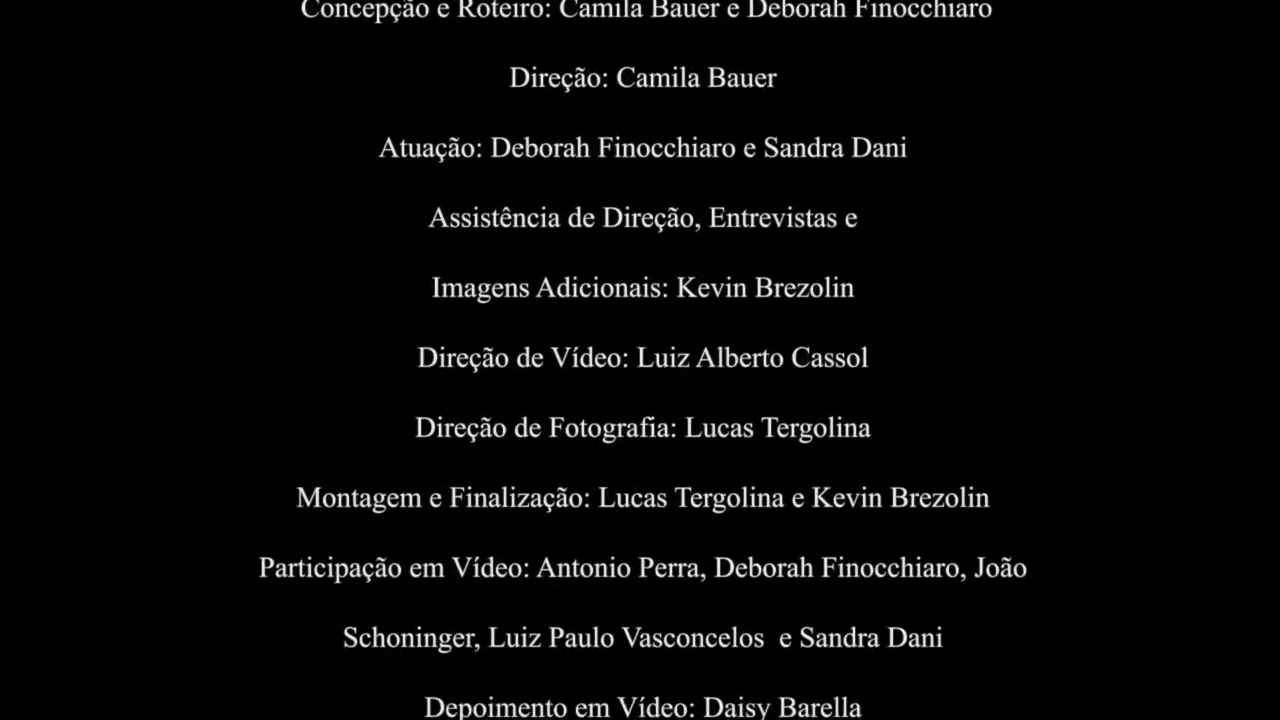 Concepção e Roteiro: Camila Bauer e Deborah Finocchiaro
Direção: Camila Bauer
Atuação: Deborah Finocchiaro e Sandra Dani
Assistência de Direção, Entrevistas e
Imagens Adicionais: Kevin Brezolin
Direção de Vídeo: Luiz Alberto Cassol
Direção de Fotografia: Lucas Tergolina
Montagem e Finalização: Lucas Tergolina e Kevin Brezolin
Participação em Vídeo: Antonio Perra, Deborah Finocchiaro, João
Schoninger, Luiz Paulo Vasconcelos  e Sandra Dani
Depoimento em Vídeo: Daisy Barella